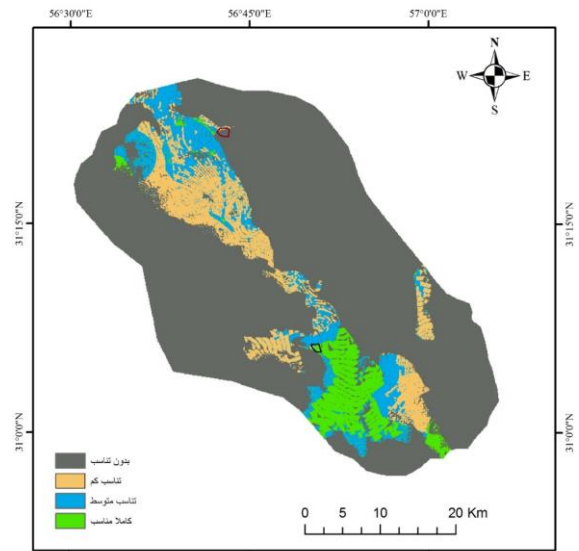 56°30'0"E 56°45'0"E 57°0'0"E
N
W E
S
31°15'0"N 31°15'0"N
31°0'0"N 31°0'0"N
بدون تناسب
تناسب کم
تناسب متوسط
کاملا مناسب
0 5 10 20 Km